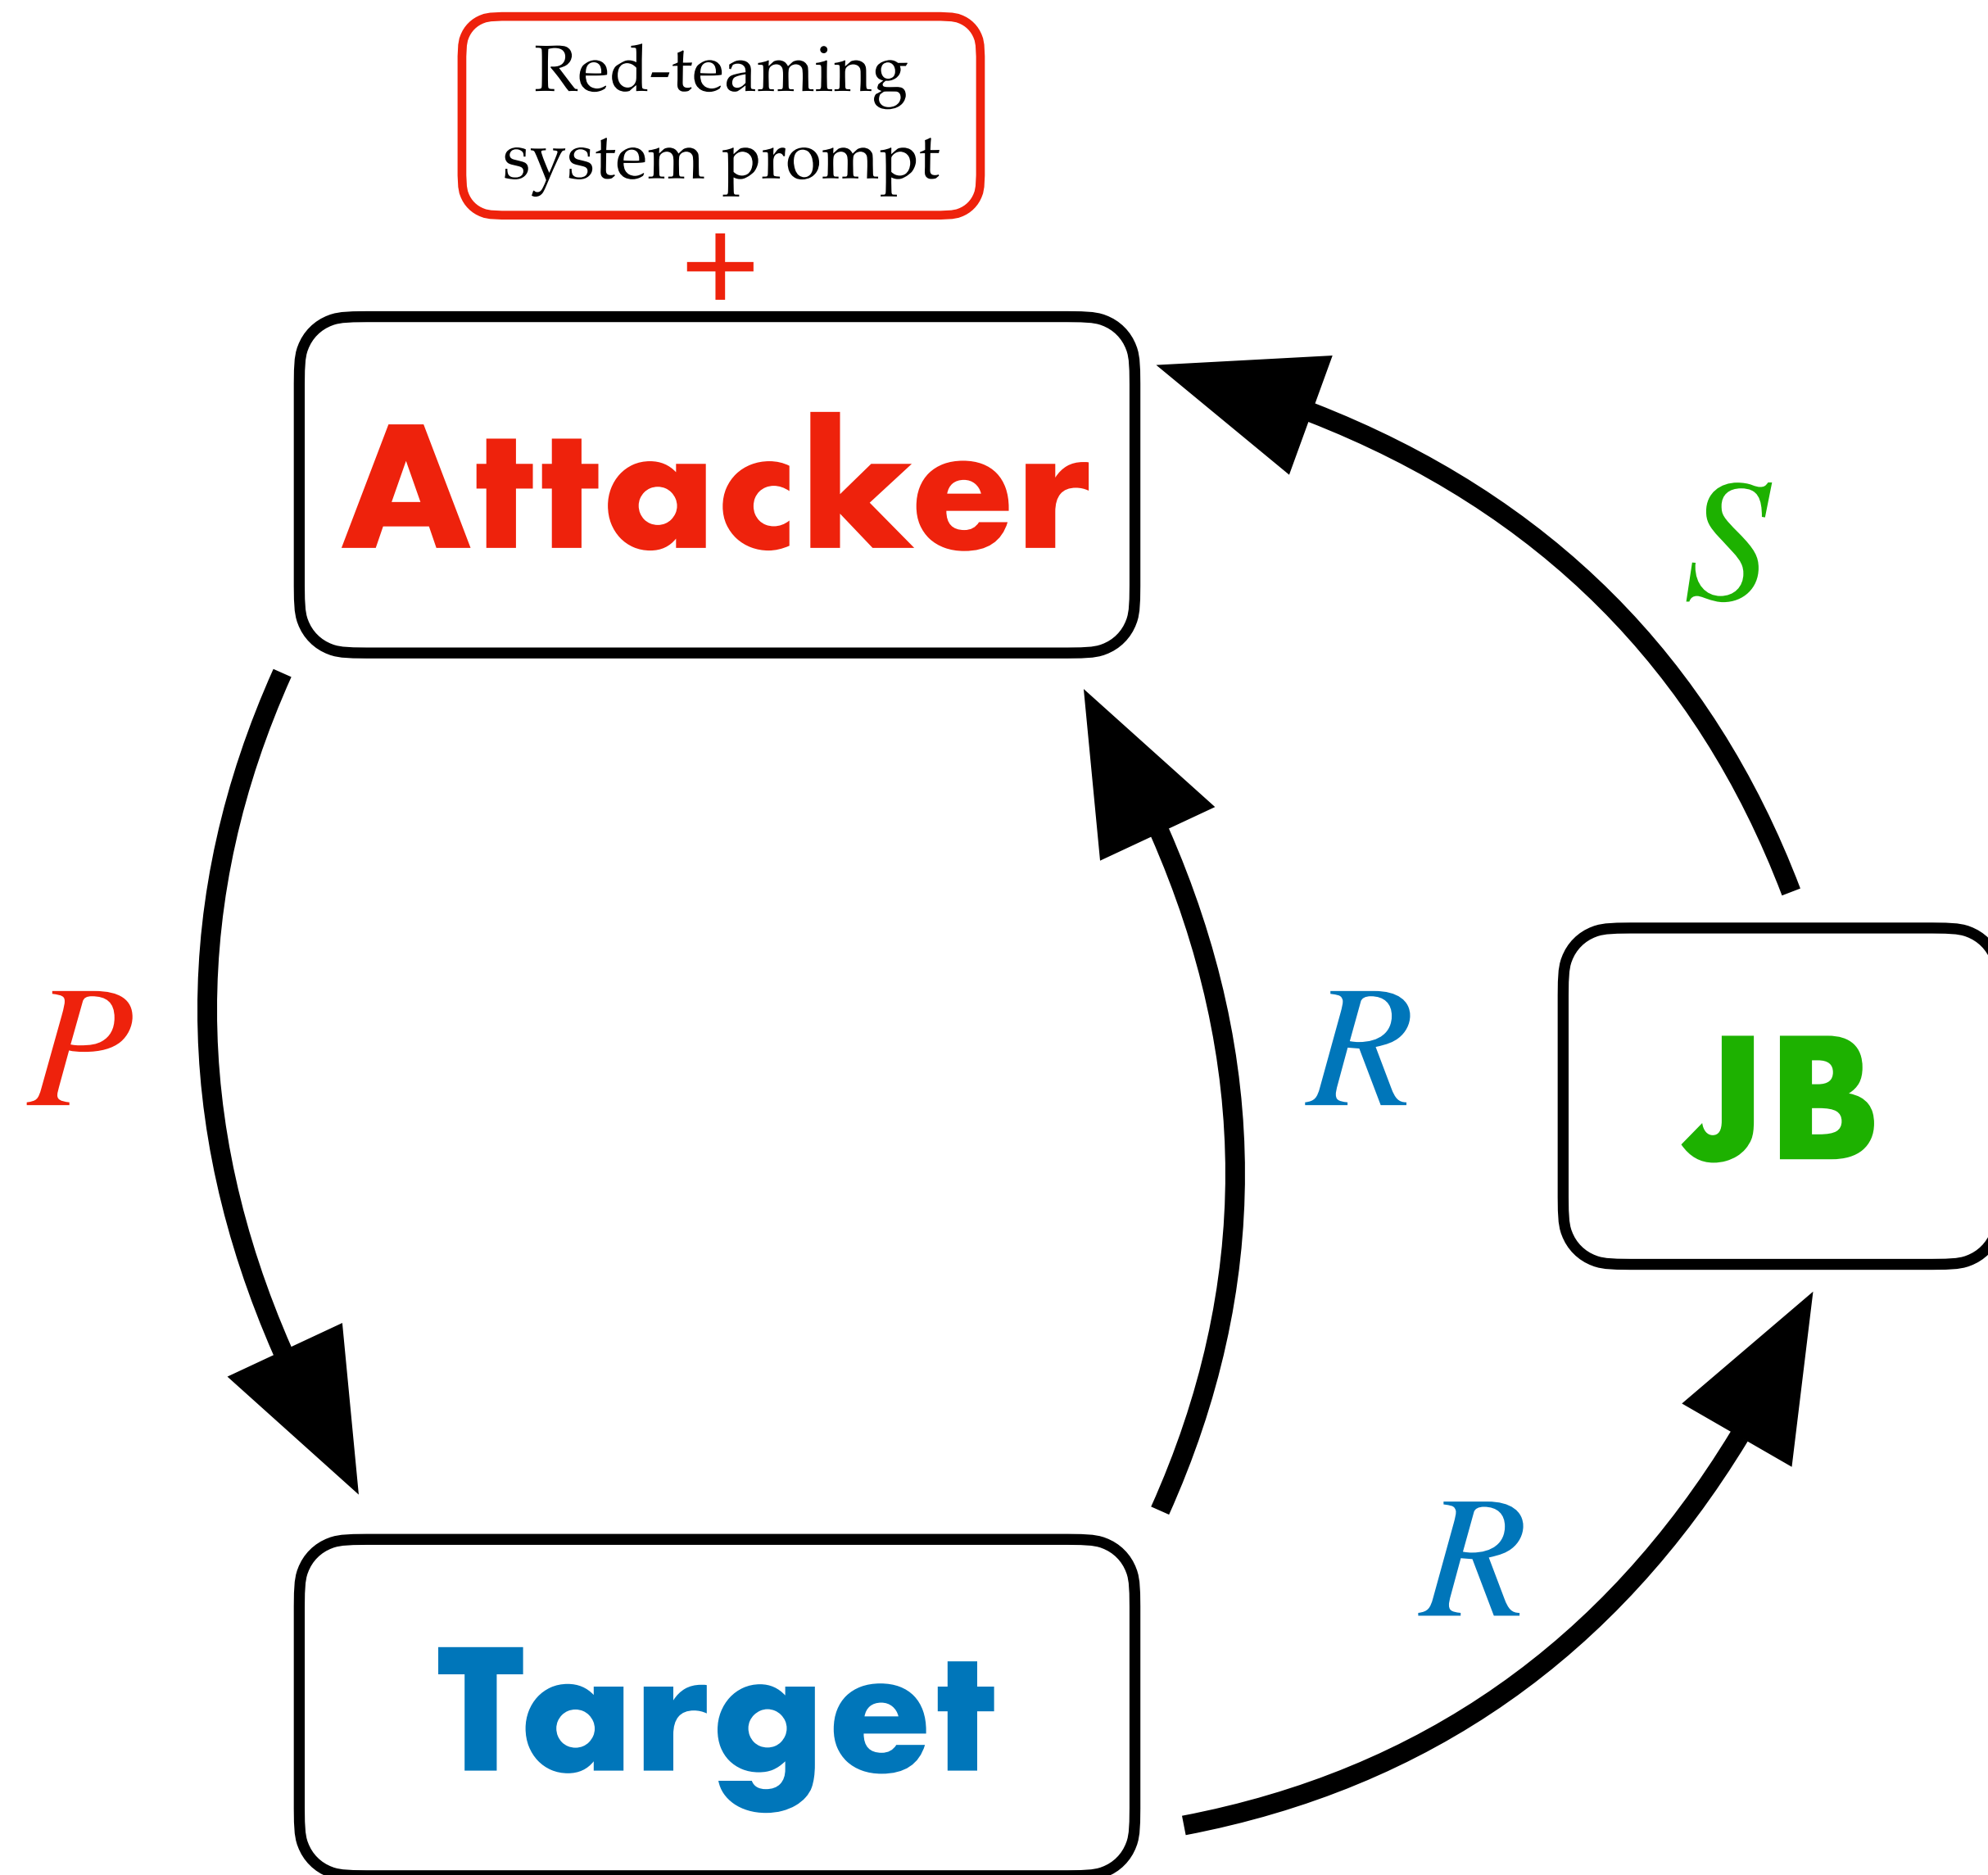 Red-teaming
system prompt
+
Attacker
S
P
R
JB
R
Target